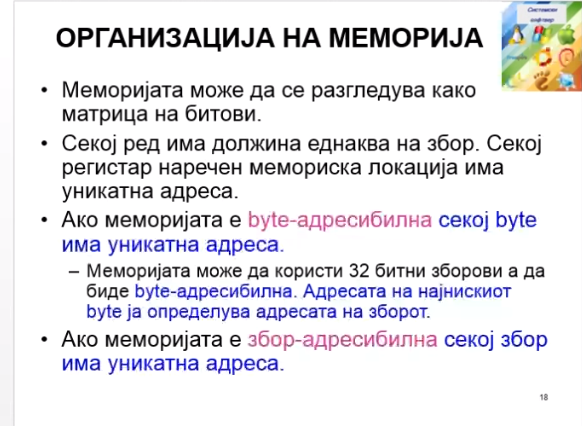 Системски
софтвер
ОРГАНИЗАЦИЈА НА МЕМОРИЈА
• Меморијата може да се разгледува како
матрица на битови.
• Секој ред има должина еднаква на збор. Секој
регистар наречен мемориска локација има
уникатна адреса.
• Ако меморијата е byte-адресибилна секој byte
има уникатна адреса.
– Меморијата може да користи 32 битни зборови а да
биде byte-адресибилна. Адресата на најнискиот
byte ја определува адресата на зборот.
• Ако меморијата е збор-адресибилна секој збор
има уникатна адреса.
18